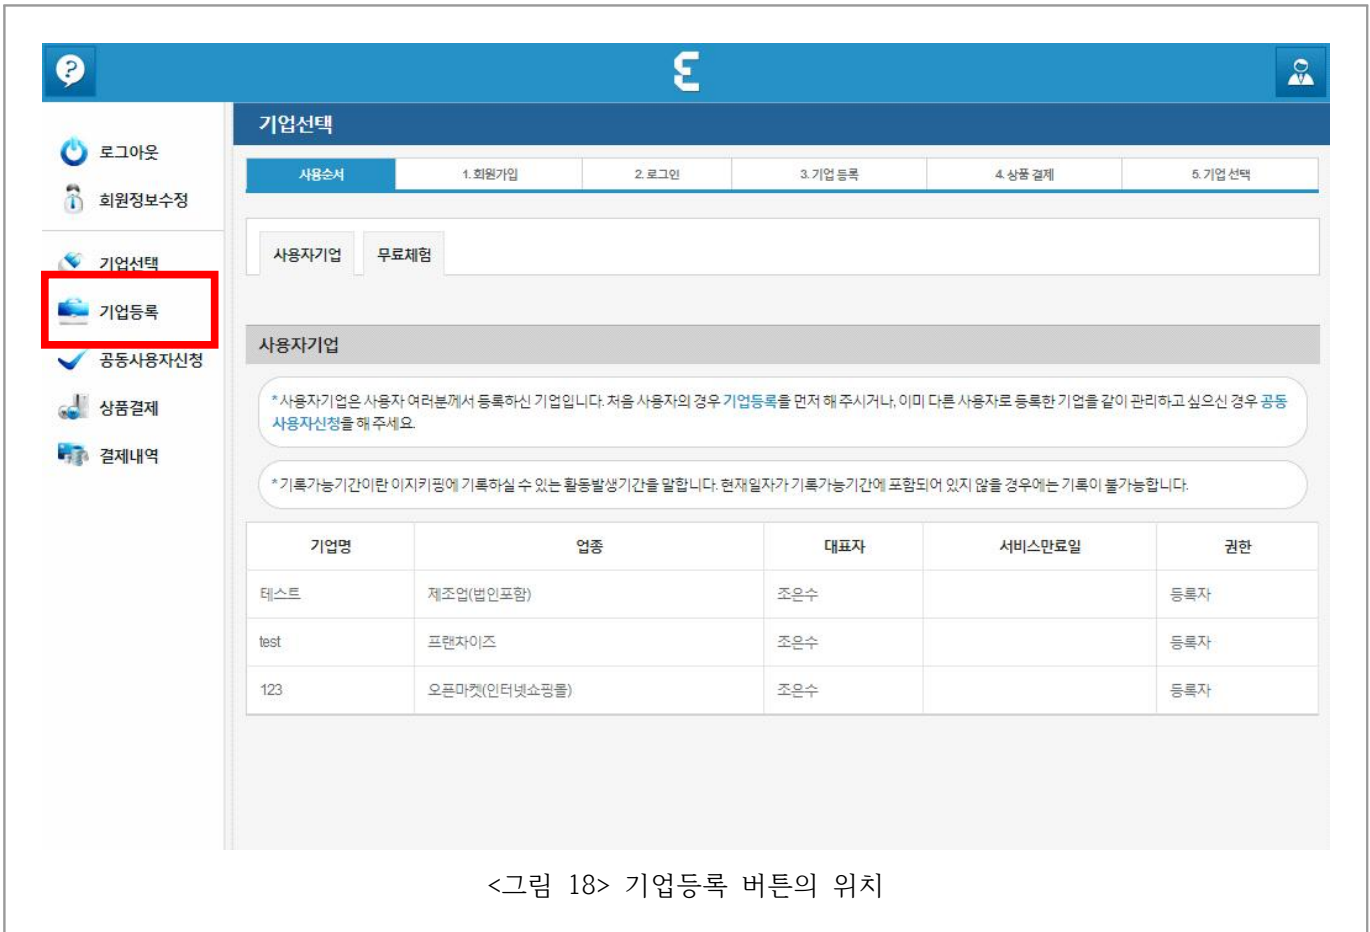 기업선택
로그아웃
회원정보수정
기업선택
기업등록
공동사용자신청
상품결제
결제내역
사용순서 1. 회원가입 2. 로그인 3. 기업 등록 4. 상품 결제 5. 기업 선택
사용자기업 무료체험
사용자기업
* 사용자기업은 사용자 여러분께서 등록하신 기업입니다. 처음 사용자의 경우 기업등록을 먼저 해 주시거나, 이미 다른 사용자로 등록한 기업을 같이 관리하고 싶으신 경우 공동
사용자신청을 해 주세요.
* 기록가능기간이란 이지키핑에 기록하실 수 있는 활동발생기간을 말합니다. 현재일자가 기록가능기간에 포함되어 있지 않을 경우에는 기록이 불가능합니다.
기업명 업종 대표자 서비스만료일 권한
테스트 제조업(법인포함) 조은수 등록자
test 프랜차이즈 조은수 등록자
123 오픈마켓(인터넷쇼핑몰) 조은수 등록자
<그림 18> 기업등록 버튼의 위치